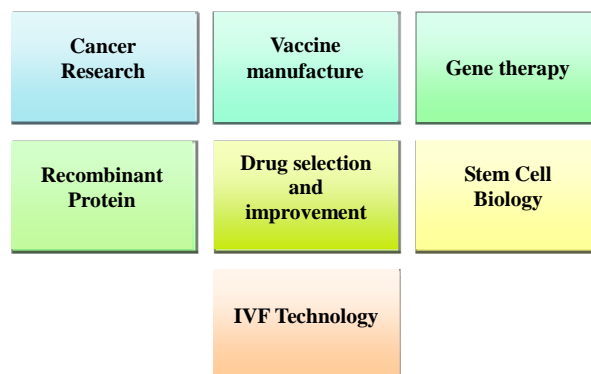 Cancer
Research
Vaccine
manufacture
Gene therapy
Recombinant
Protein
Drug selection
and
improvement
Stem Cell
Biology
IVF Technology